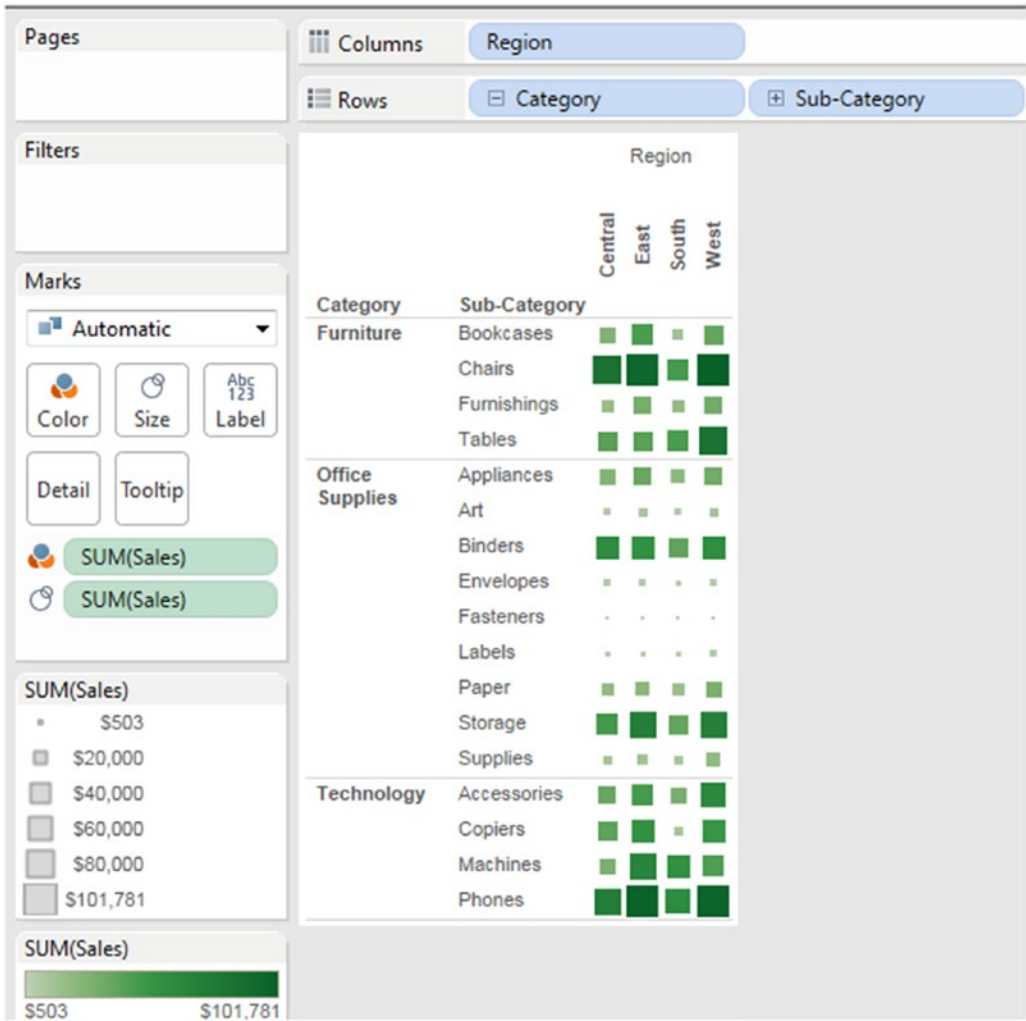 Pages
Columns Region
Rows Category Sub-Category
Filters
Marks
Automatic
Color Size Abc 123 Label
Detail Tooltip
SUM(Sales)
SUM(Sales)
SUM(Sales)
$503
$20,000
$40,000
$60,000
$80,000
$101,781
SUM(Sales)
$503 $101,781
Region
Central East South West
Category Sub-Category
Furniture Bookcases
Chairs
Furnishings
Tables
Office Supplies Appliances
Art
Binders
Envelopes
Fasteners
Labels
Paper
Storage
Supplies
Technology Accessories
Copiers
Machines
Phones